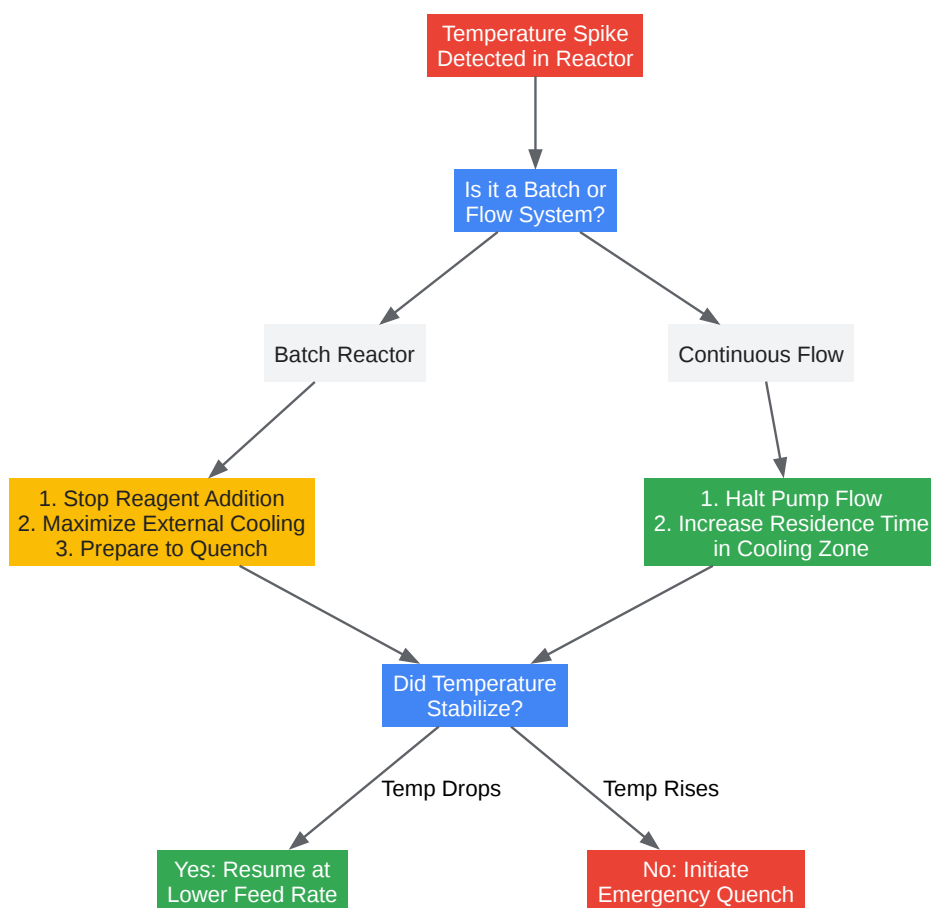 Temperature Spike
Detected in Reactor
Is it a Batch or
Flow System?
Batch Reactor
Continuous Flow
1. Stop Reagent Addition
2. Maximize External Cooling
3. Prepare to Quench
1. Halt Pump Flow
2. Increase Residence Time
in Cooling Zone
Did Temperature
Stabilize?
Temp Drops
Temp Rises
Yes: Resume at
Lower Feed Rate
No: Initiate
Emergency Quench